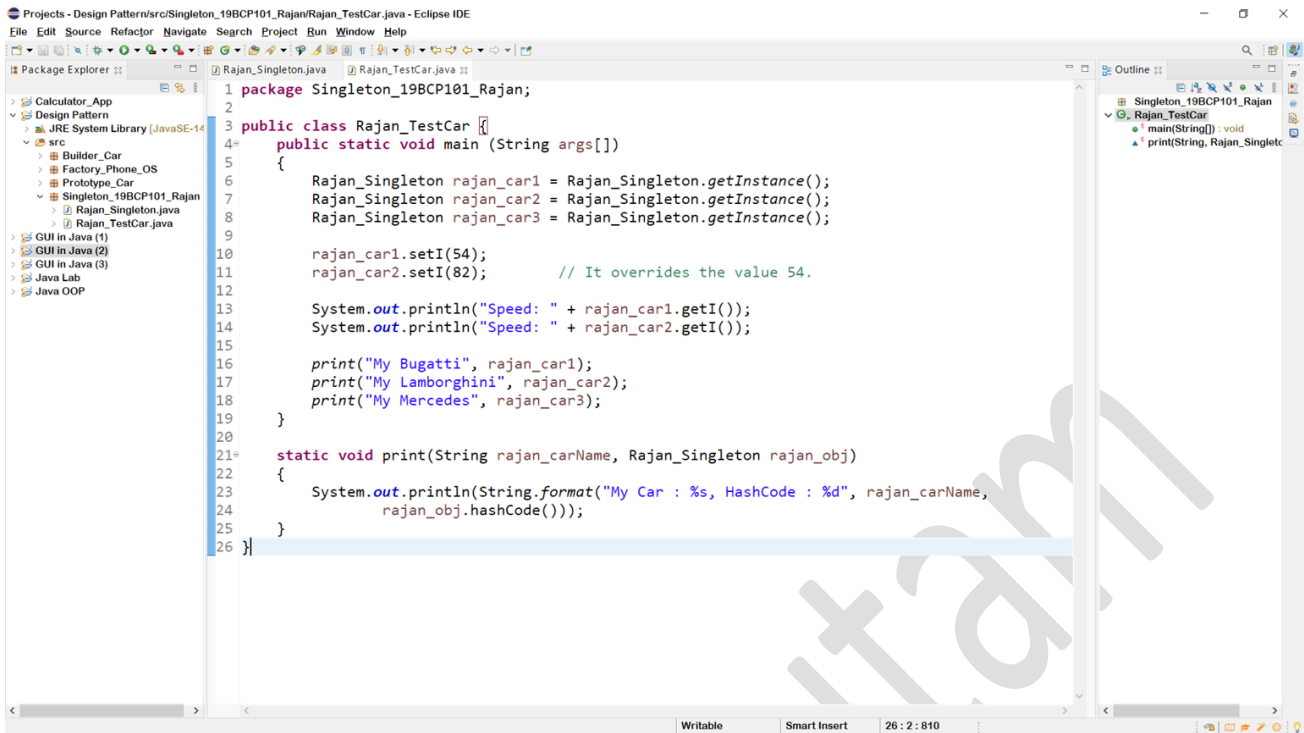 Projects - Design Pattern/src/Singleton_19BCP101_Rajan/Rajan_TestCar.java - Eclipse IDE
File Edit Source Refactor Navigate Search Project Run Window Help
Package Explorer
Calculator_App
Design Pattern
JRE System Library [JavaSE-14
src
Builder_Car
Factory_Phone_OS
Prototype_Car
Singleton_19BCP101_Rajan
Rajan_Singleton.java
Rajan_TestCar.java
GUI in Java (1)
GUI in Java (2)
GUI in Java (3)
Java Lab
Java OOP
Rajan_Singleton.java Rajan_TestCar.java
1 package Singleton_19BCP101_Rajan;
2
3 public class Rajan_TestCar {
4     public static void main (String args[])
5     {
6         Rajan_Singleton rajan_car1 = Rajan_Singleton.getInstance();
7         Rajan_Singleton rajan_car2 = Rajan_Singleton.getInstance();
8         Rajan_Singleton rajan_car3 = Rajan_Singleton.getInstance();
9
10         rajan_car1.setI(54);
11         rajan_car2.setI(82);        // It overrides the value 54.
12
13         System.out.println("Speed: " + rajan_car1.getI());
14         System.out.println("Speed: " + rajan_car2.getI());
15
16         print("My Bugatti", rajan_car1);
17         print("My Lamborghini", rajan_car2);
18         print("My Mercedes", rajan_car3);
19     }
20
21     static void print(String rajan_carName, Rajan_Singleton rajan_obj)
22     {
23         System.out.println(String.format("My Car : %s, HashCode : %d", rajan_carName,
24                 rajan_obj.hashCode()));
25     }
26 }
Outline
Singleton_19BCP101_Rajan
Rajan_TestCar
main(String[]) : void
print(String, Rajan_Singletc
Writable Smart Insert 26 : 2 : 810